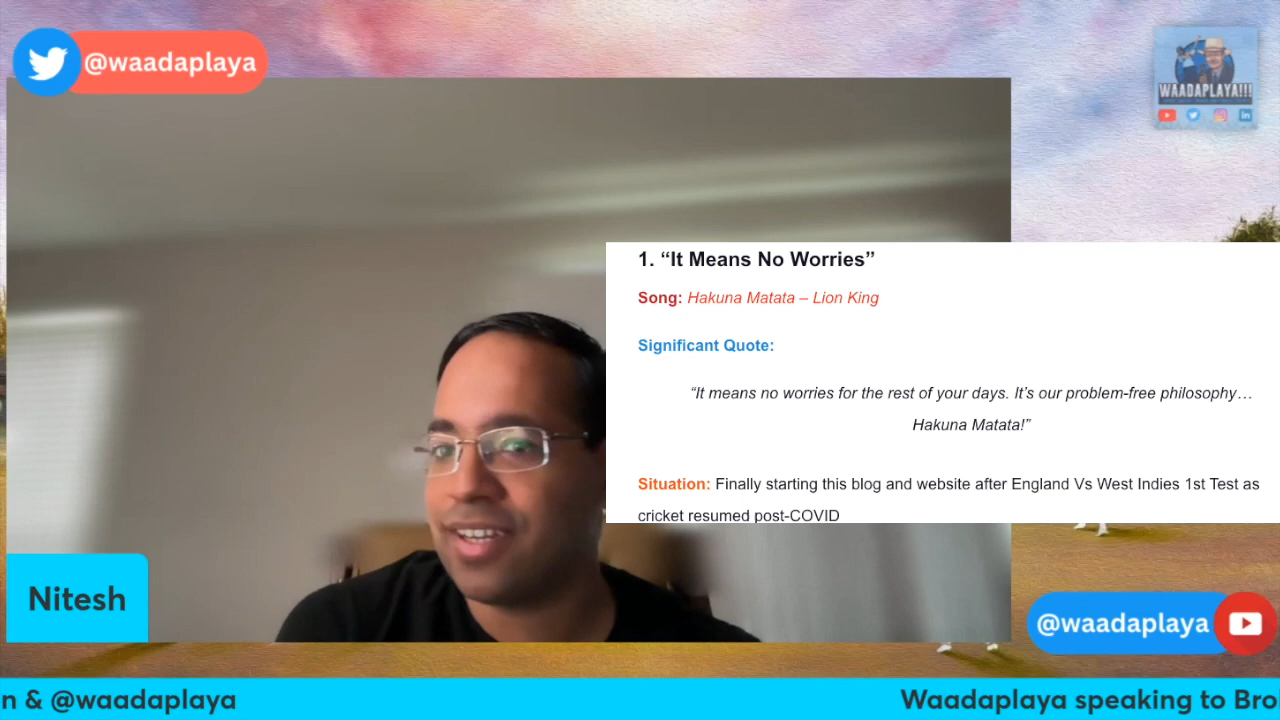 @waadaplaya
WAADAPLAYA!!!
1. “It Means No Worries”
Song: Hakuna Matata – Lion King
Significant Quote:
“It means no worries for the rest of your days. It’s our problem-free philosophy…
Hakuna Matata!”
Situation: Finally starting this blog and website after England Vs West Indies 1st Test as
cricket resumed post-COVID
Nitesh
@waadaplaya
n & @waadaplaya
Waadaplaya speaking to Bro